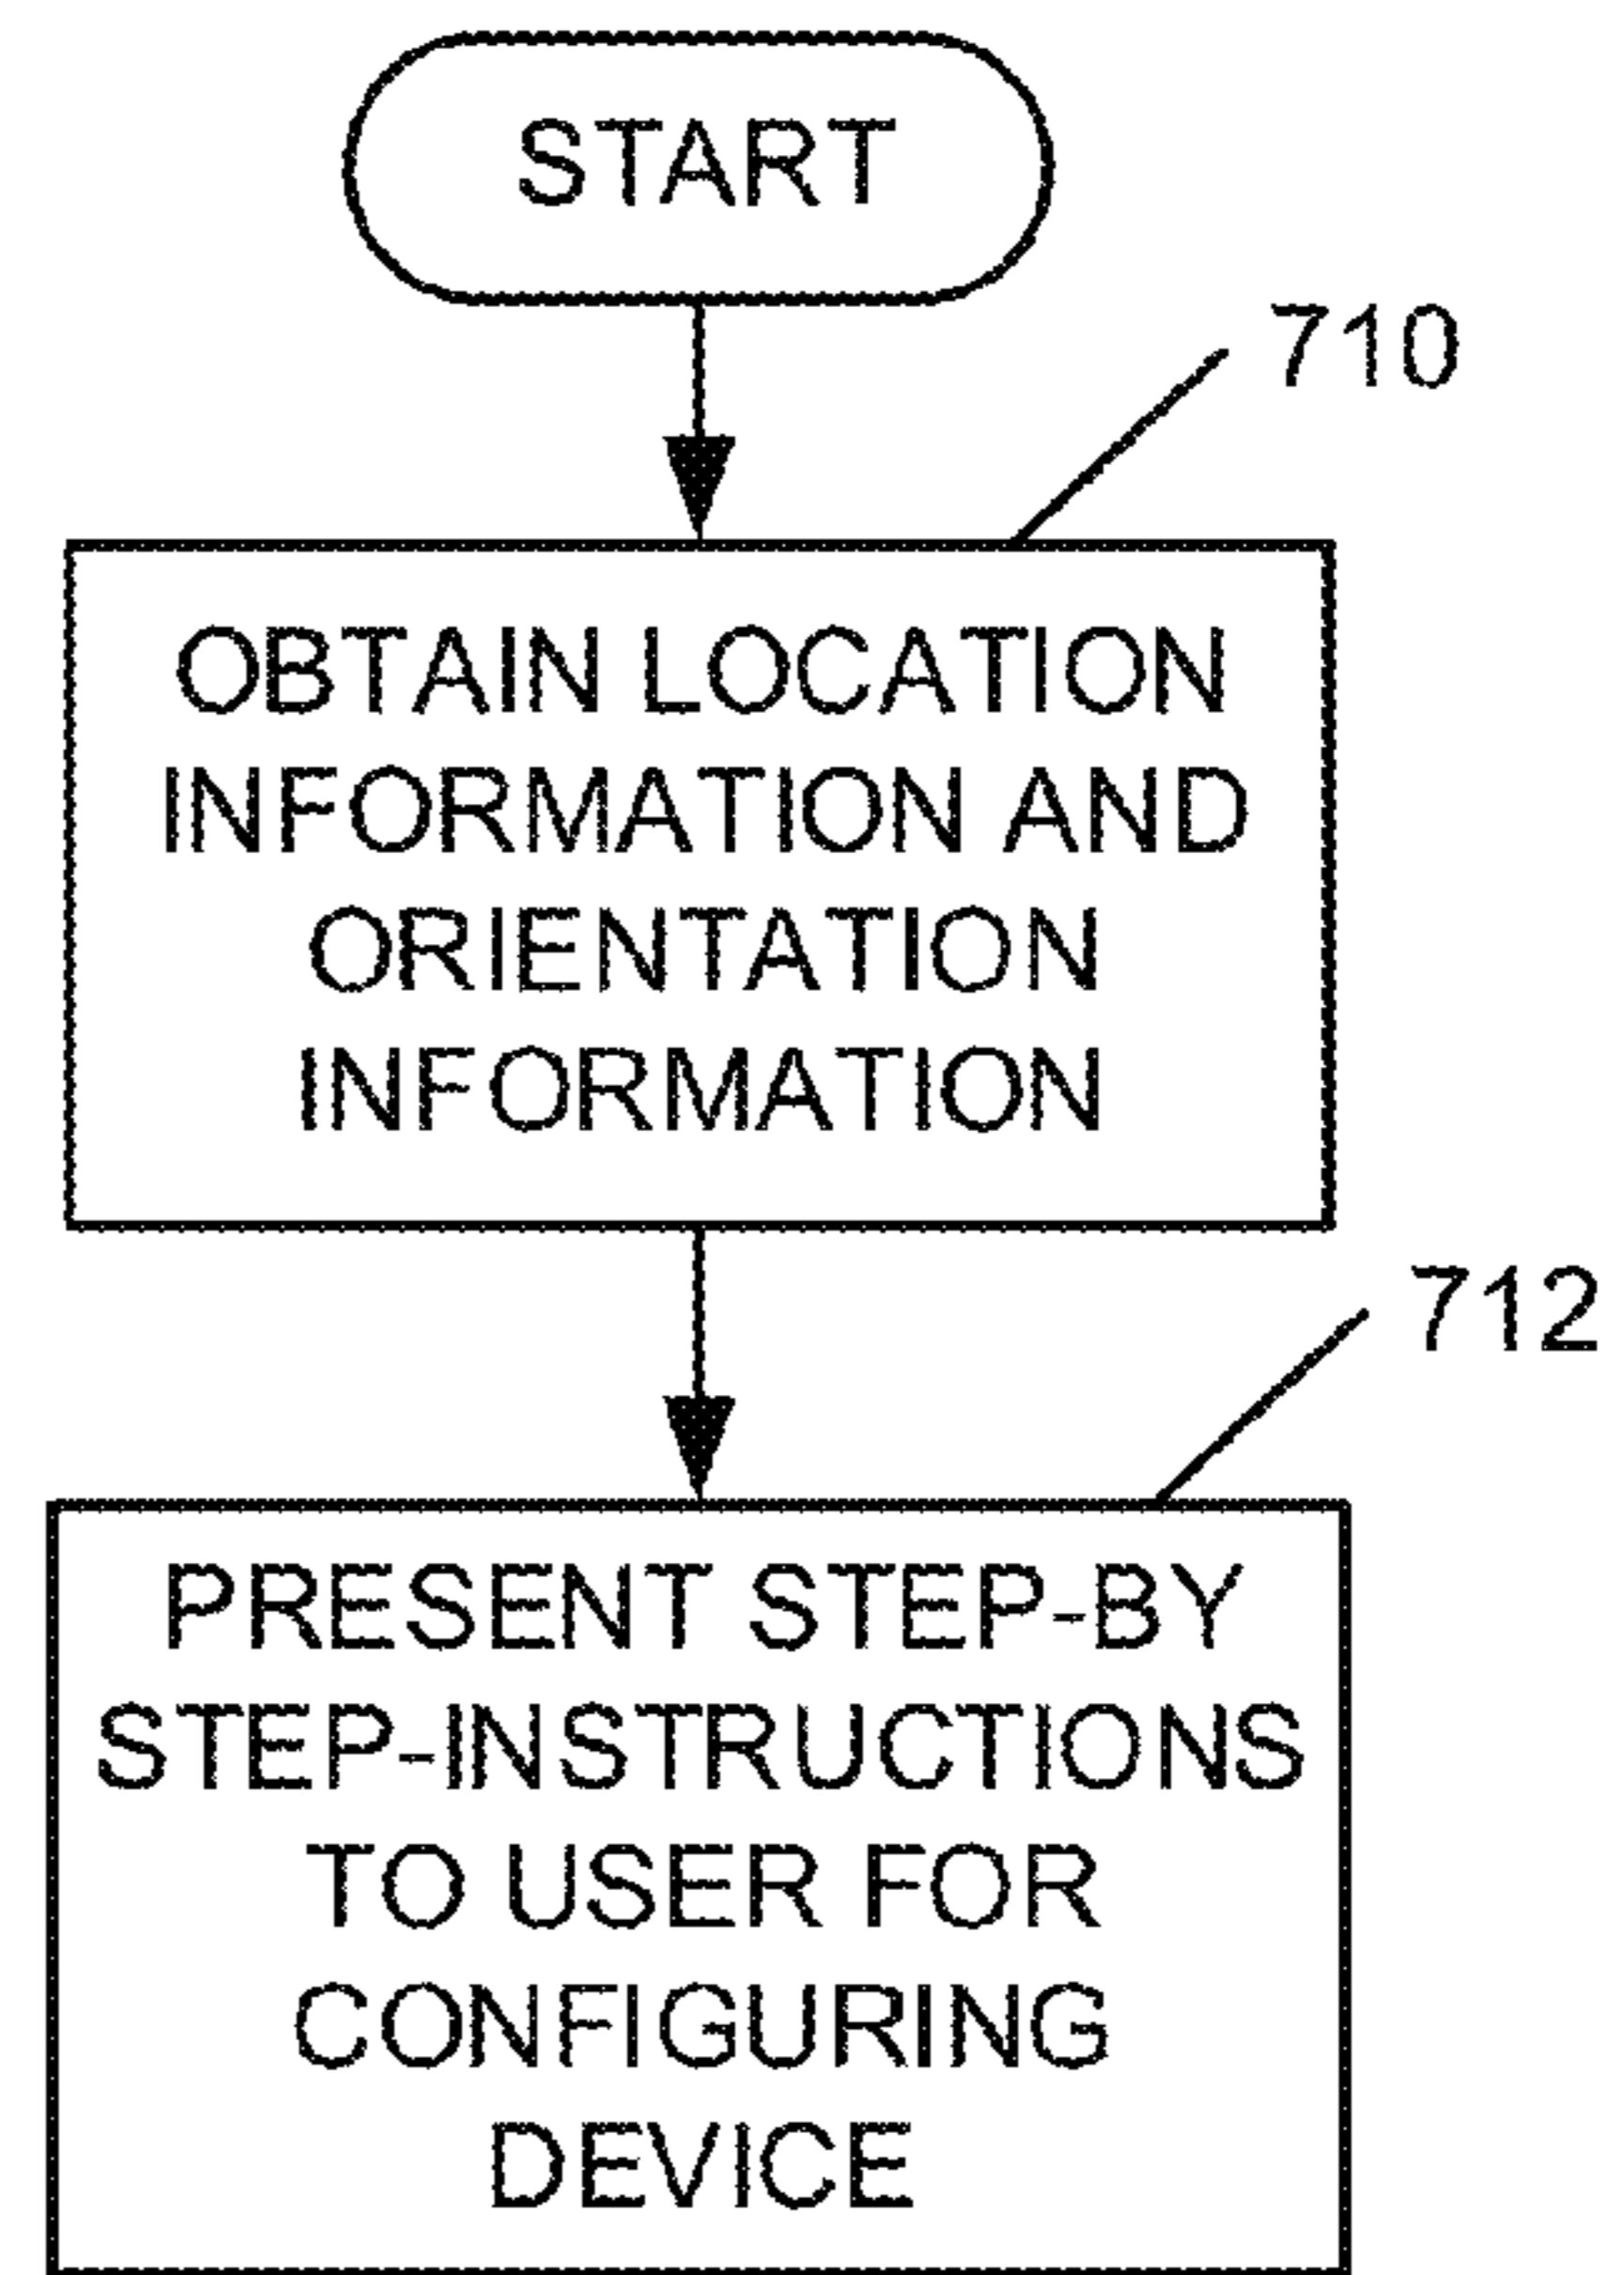 START
710
OBTAIN LOCATION
INFORMATION AND
ORIENTATION
INFORMATION
712
PRESENT STEP-BY
STEP-INSTRUCTIONS
TO USER FOR
CONFIGURING
DEVICE